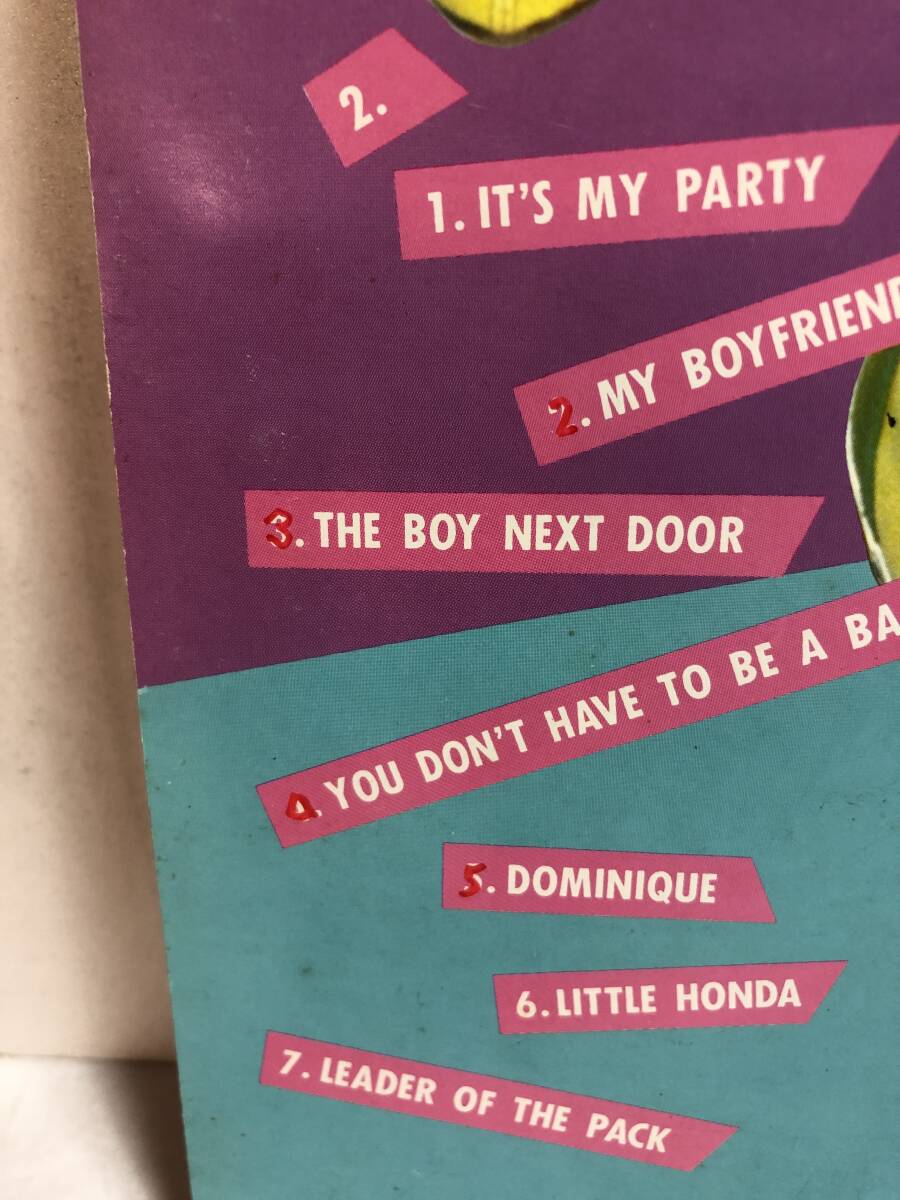 2.
1. IT'S MY PARTY
2. MY BOYFRIEND
3. THE BOY NEXT DOOR
4. YOU DON'T HAVE TO BE A BA
5. DOMINIQUE
6. LITTLE HONDA
7. LEADER OF THE PACK